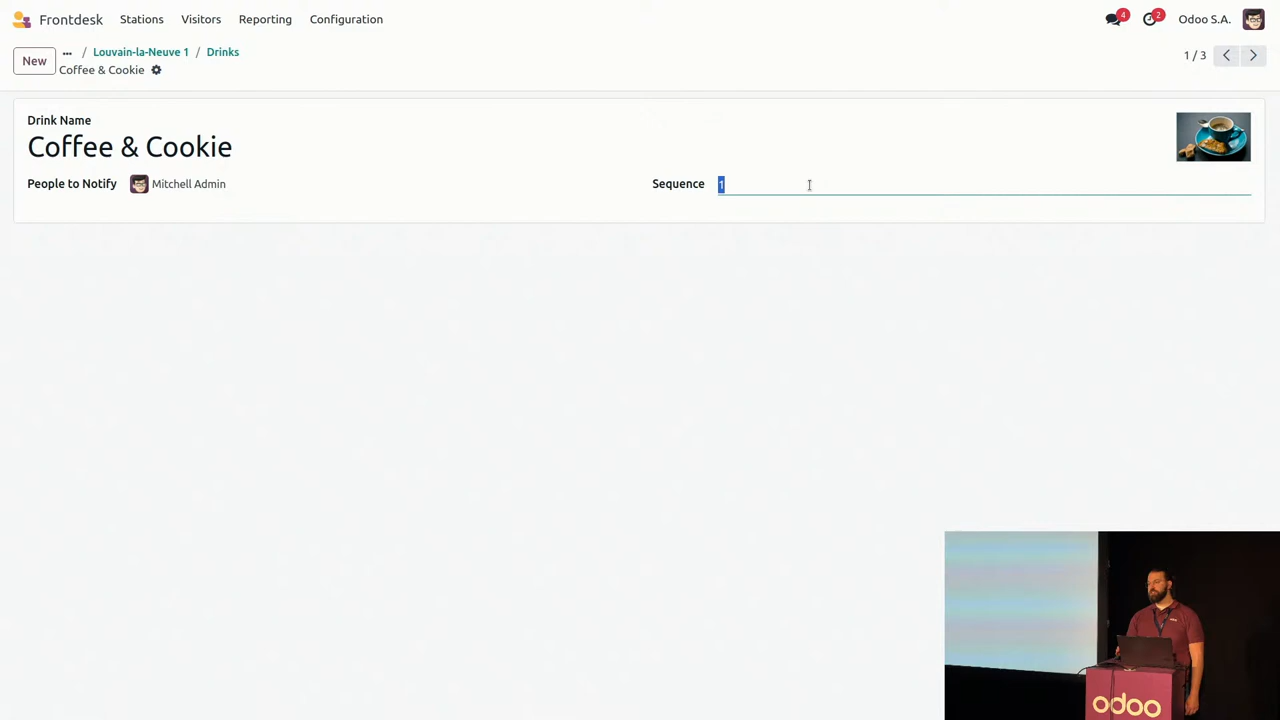 Frontdesk Stations Visitors Reporting Configuration 4 2 Odoo S.A.
New ... / Louvain-la-Neuve 1 / Drinks 1 / 3
Coffee & Cookie
Drink Name
Coffee & Cookie
People to Notify Mitchell Admin Sequence 1
odoo